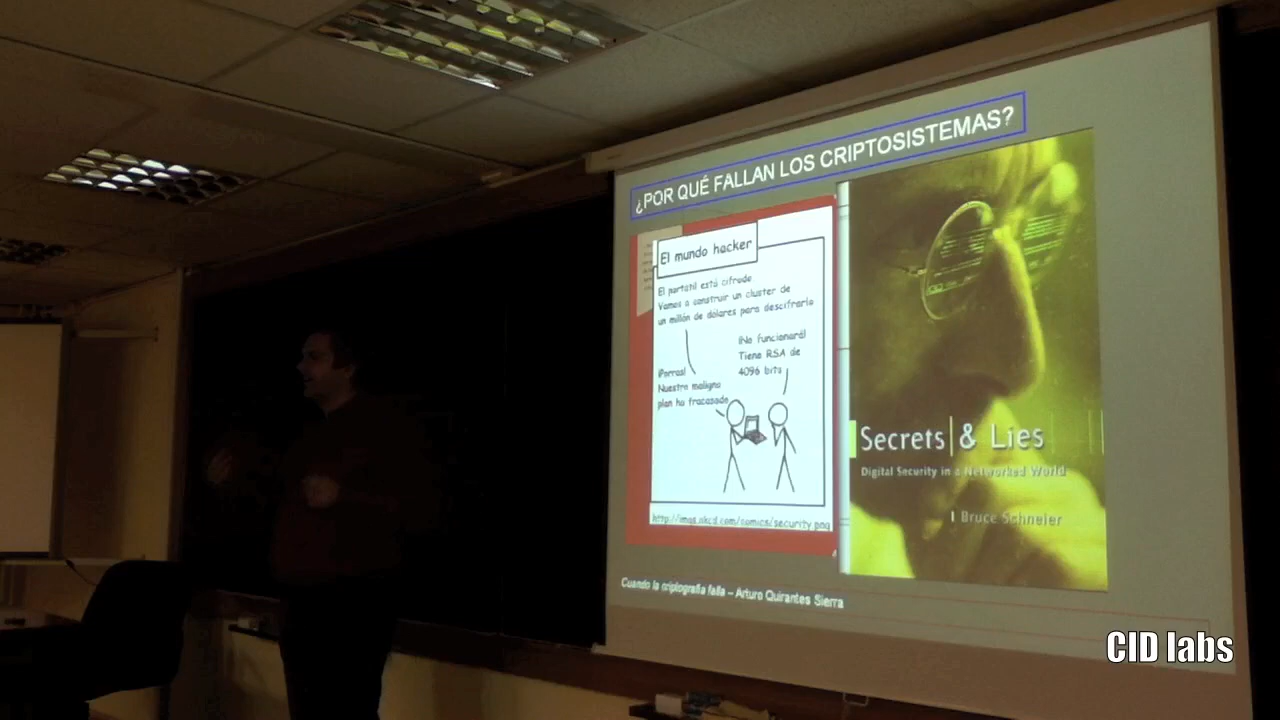 ¿POR QUÉ FALLAN LOS CRIPTOSISTEMAS?
El mundo hacker
El portatil está cifrado
Vamos a construir un cluster de
un millón de dólares para descifrarlo
¡No funcionará!
Tiene RSA de
4096 bits
¡Porras!
Nuestro maligno
plan ha fracasado
http://imgs.xkcd.com/comics/security.png
Secrets & Lies
Digital Security in a Networked World
Bruce Schneier
Cuando la criptografía falla – Arturo Quirantes Sierra
CID labs